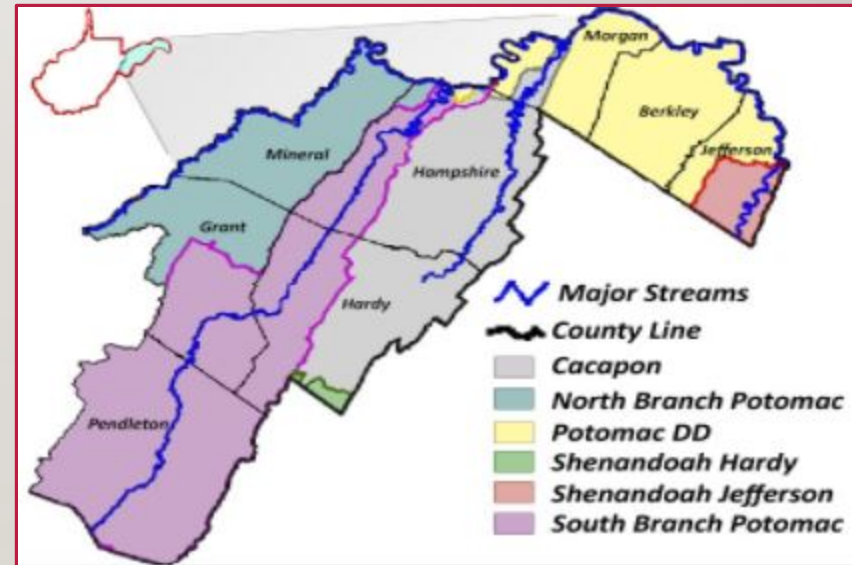 Morgan
Berkley
Jefferson
Mineral
Hampshire
Grant
Hardy
Pendleton
Major Streams
County Line
Cacapon
North Branch Potomac
Potomac DD
Shenandoah Hardy
Shenandoah Jefferson
South Branch Potomac